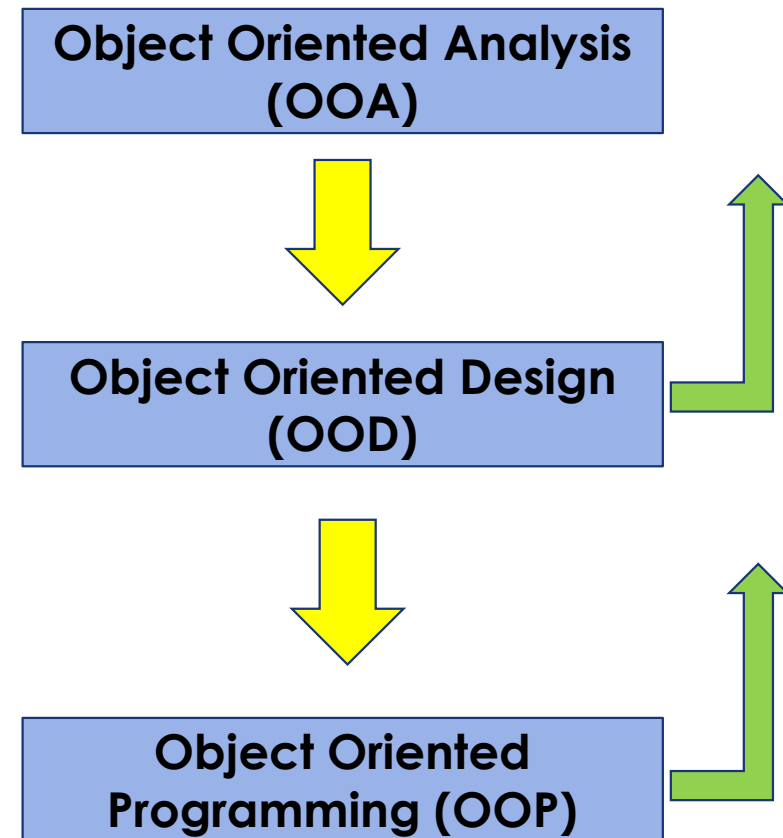 Object Oriented Analysis
(OOA)
Object Oriented Design
(OOD)
Object Oriented
Programming (OOP)